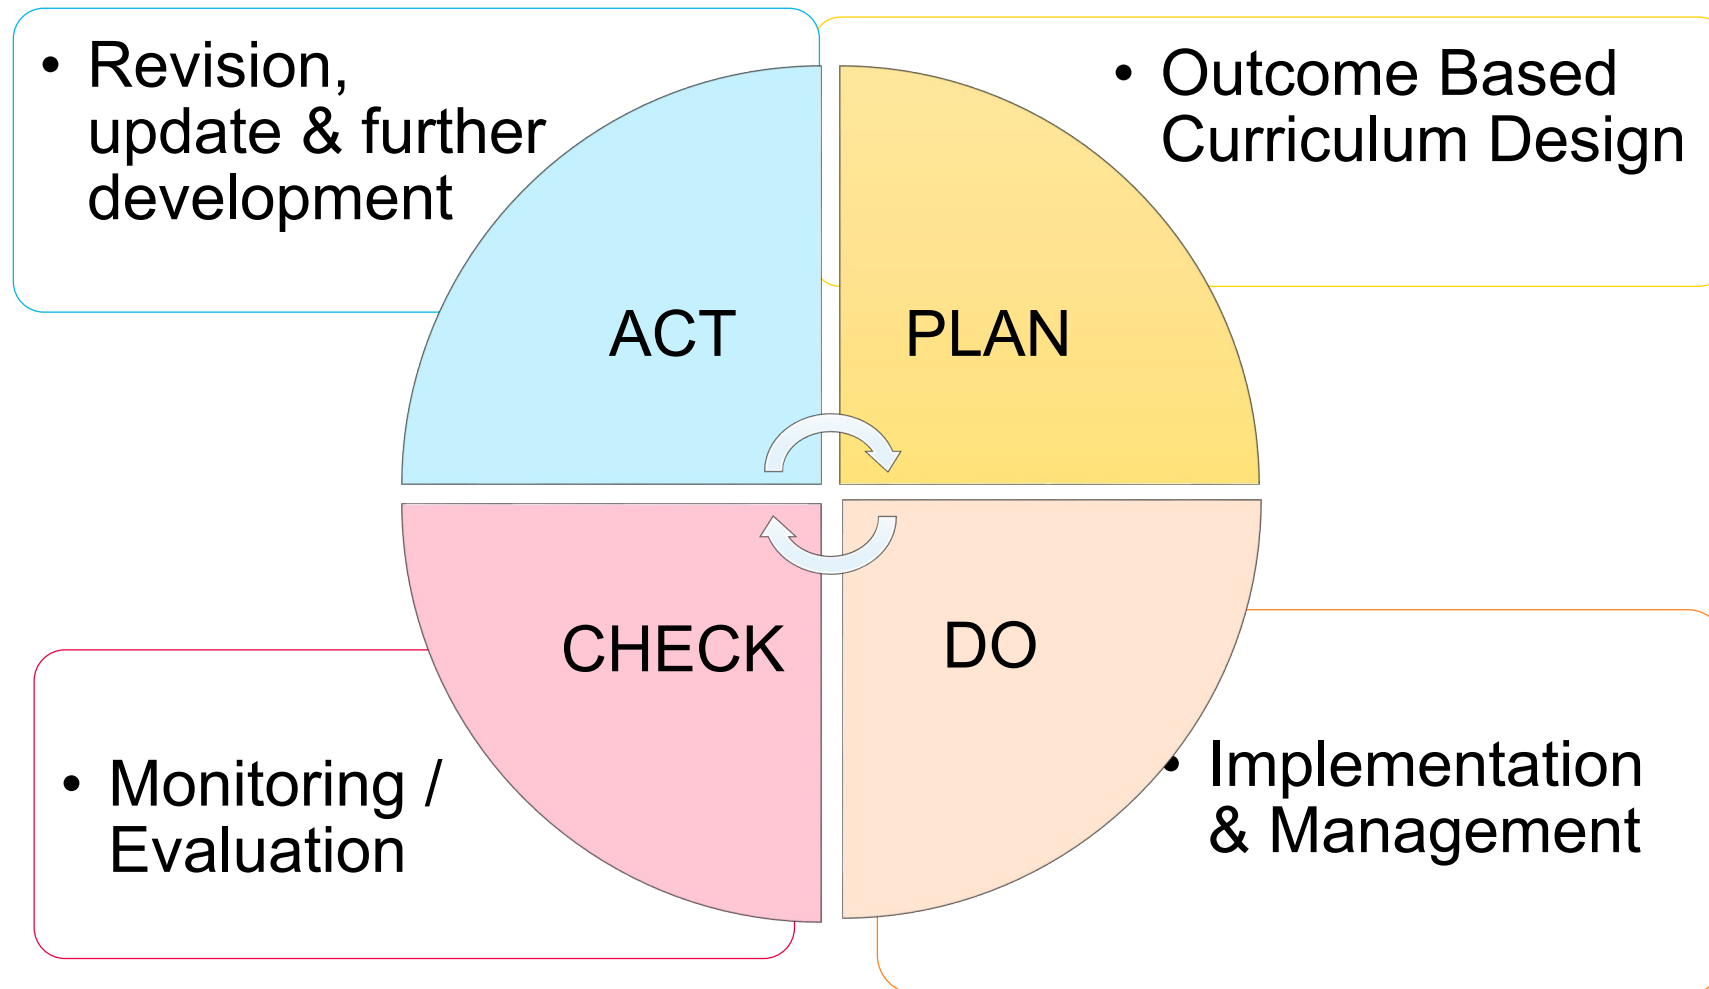 • Revision,
update & further
development
• Outcome Based
Curriculum Design
ACT
PLAN
CHECK
DO
• Monitoring /
Evaluation
• Implementation
& Management